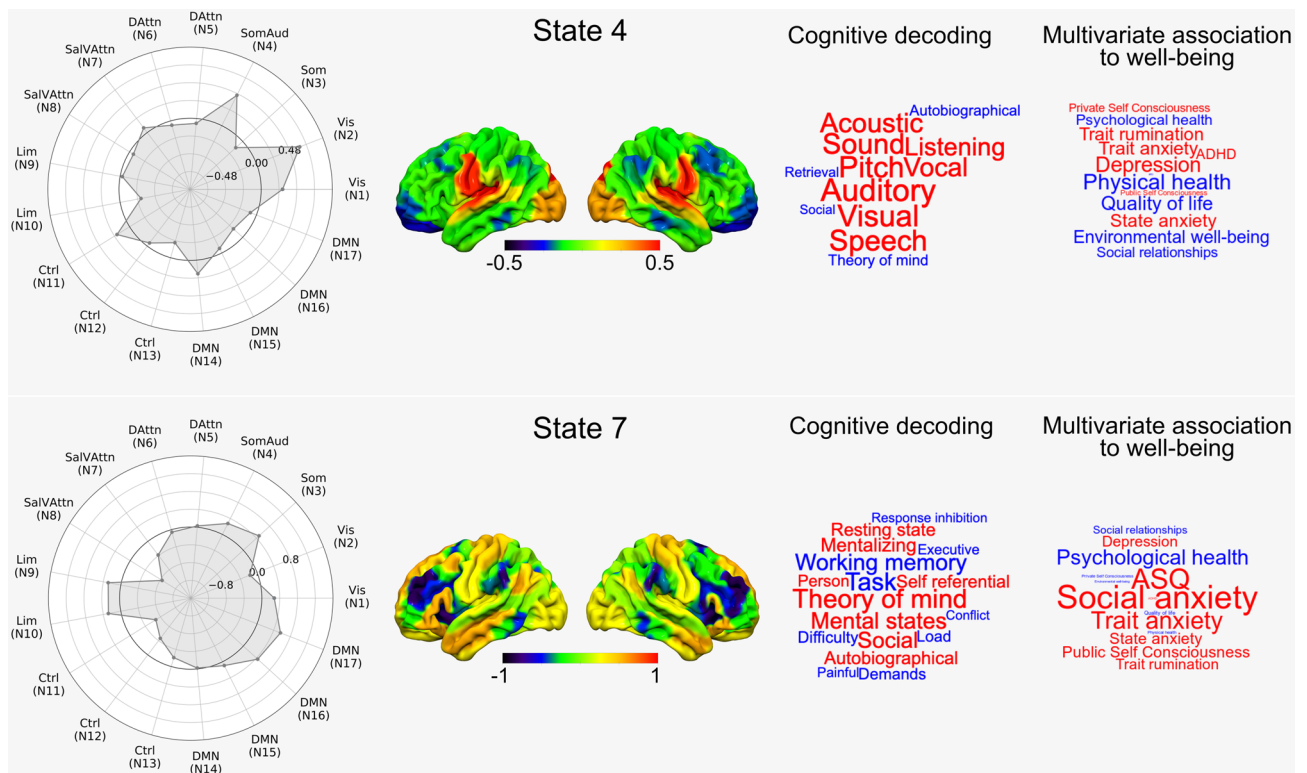 State 4
Cognitive decoding
Multivariate association
to well-being
DAttn
(N5)
DAttn
(N6)
SomAud
(N4)
SalVAttn
(N7)
Som
(N3)
SalVAttn
(N8)
Vis
(N2)
Lim
(N9)
0.48
0.00
−0.48
Vis
(N1)
Lim
(N10)
DMN
(N17)
Ctrl
(N11)
DMN
(N16)
Ctrl
(N12)
DMN
(N15)
Ctrl
(N13)
DMN
(N14)
-0.5
0.5
Autobiographical
Acoustic
Sound Listening
Retrieval Pitch Vocal
Auditory
Social Visual
Speech
Theory of mind
Private Self Consciousness
Psychological health
Trait rumination
Trait anxiety ADHD
Depression
Physical health
Public Self Consciousness
Quality of life
State anxiety
Environmental well-being
Social relationships
State 7
Cognitive decoding
Multivariate association
to well-being
DAttn
(N5)
DAttn
(N6)
SomAud
(N4)
SalVAttn
(N7)
Som
(N3)
SalVAttn
(N8)
Vis
(N2)
Lim
(N9)
0.8
0.0
−0.8
Vis
(N1)
Lim
(N10)
DMN
(N17)
Ctrl
(N11)
DMN
(N16)
Ctrl
(N12)
DMN
(N15)
Ctrl
(N13)
DMN
(N14)
-1
1
Response inhibition
Resting state
Mentalizing Executive
Working memory
Person Task Self referential
Theory of mind
Mental states Conflict
Difficulty Social Load
Autobiographical
Painful Demands
Social relationships
Depression
Psychological health
Private Self Consciousness ASQ
Environmental well-being
Social anxiety
Quality of life
Trait anxiety
Physical health
State anxiety
Public Self Consciousness
Trait rumination